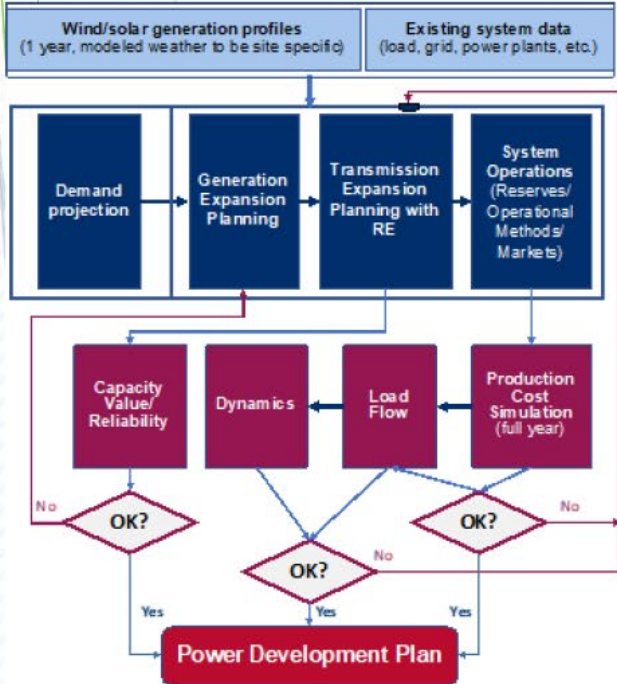 Wind/solar generation profiles
(1 year, modeled weather to be site specific)
Existing system data
(load, grid, power plants, etc.)
Demand
projection
Generation
Expansion
Planning
Transmission
Expansion
Planning with
RE
System
Operations
(Reserves/
Operational
Methods/
Markets)
Capacity
Value/
Reliability
Dynamics
Load
Flow
Production
Cost
Simulation
(full year)
No
OK?
OK?
No
OK?
No
Yes
Yes
Yes
Power Development Plan